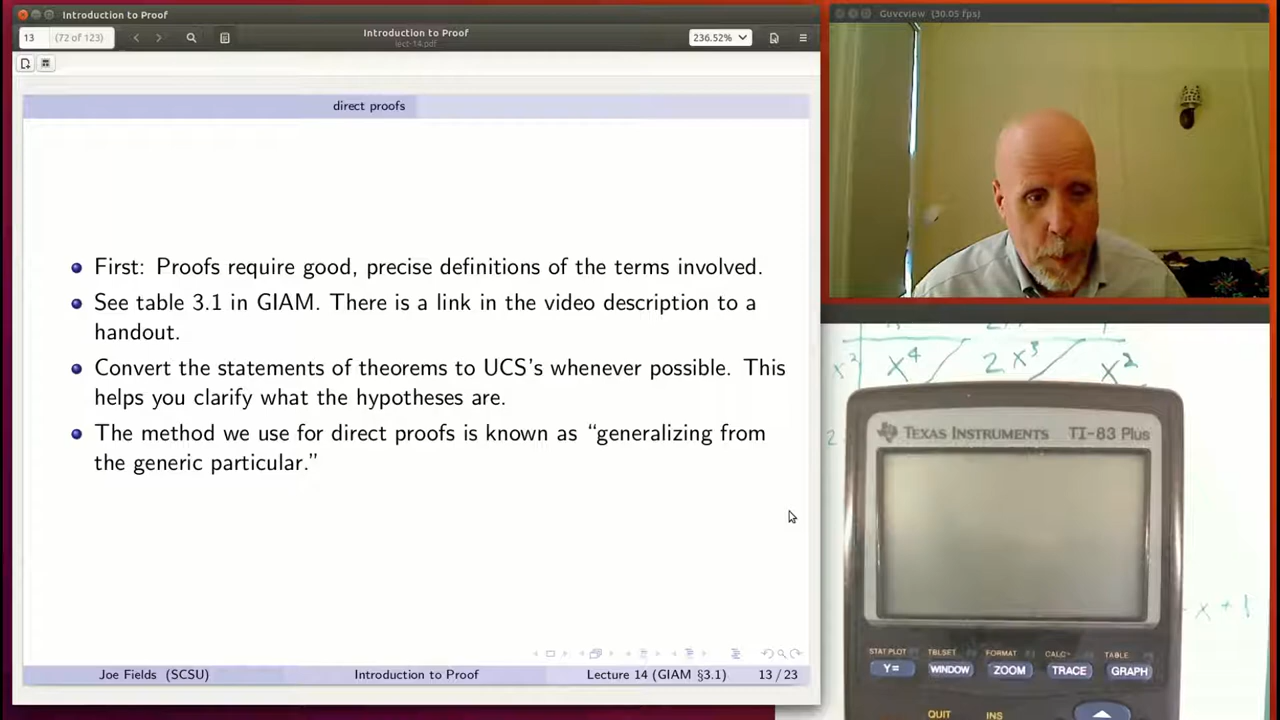 Introduction to Proof
13 (72 of 123)
Introduction to Proof
lect-14.pdf
236.52%
direct proofs
First: Proofs require good, precise definitions of the terms involved.
See table 3.1 in GIAM. There is a link in the video description to a
handout.
Convert the statements of theorems to UCS's whenever possible. This
helps you clarify what the hypotheses are.
The method we use for direct proofs is known as “generalizing from
the generic particular.”
Joe Fields (SCSU) Introduction to Proof Lecture 14 (GIAM §3.1) 13 / 23
Guvcview (30.05 fps)
x² x⁴ 2x³ x²
TEXAS INSTRUMENTS TI-83 Plus
x + 1
STAT PLOT TBLSET FORMAT CALC TABLE
Y= WINDOW ZOOM TRACE GRAPH
QUIT INS